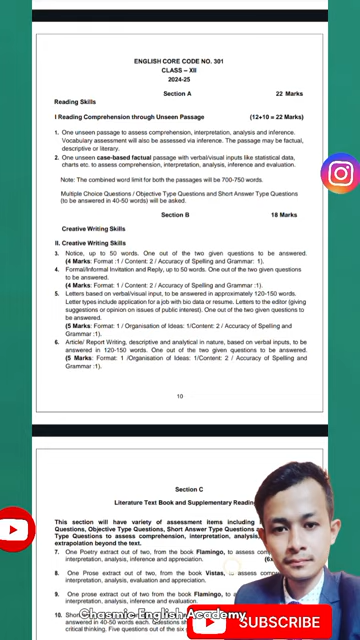 ENGLISH CORE CODE NO. 301
CLASS – XII
2024-25
Section A 22 Marks
Reading Skills
I Reading Comprehension through Unseen Passage (12+10 = 22 Marks)
1. One unseen passage to assess comprehension, interpretation, analysis and inference.
Vocabulary assessment will also be assessed via inference. The passage may be factual,
descriptive or literary.
2. One unseen case-based factual passage with verbal/visual inputs like statistical data,
charts etc. to assess comprehension, interpretation, analysis, inference and evaluation.
Note: The combined word limit for both the passages will be 700-750 words.
Multiple Choice Questions / Objective Type Questions and Short Answer Type Questions
(to be answered in 40-50 words) will be asked.
Section B 18 Marks
Creative Writing Skills
II. Creative Writing Skills
3. Notice, up to 50 words. One out of the two given questions to be answered.
(4 Marks: Format :1 / Content: 2 / Accuracy of Spelling and Grammar: 1).
4. Formal/Informal Invitation and Reply, up to 50 words. One out of the two given questions
to be answered.
(4 Marks: Format: 1 / Content: 2 / Accuracy of Spelling and Grammar :1).
5. Letters based on verbal/visual input, to be answered in approximately 120-150 words.
Letter types include application for a job with bio data or resume. Letters to the editor (giving
suggestions or opinion on issues of public interest). One out of the two given questions to
be answered.
(5 Marks: Format: 1 / Organisation of Ideas: 1/Content: 2 / Accuracy of Spelling and
Grammar :1).
6. Article/ Report Writing, descriptive and analytical in nature, based on verbal inputs, to be
answered in 120-150 words. One out of the two given questions to be answered.
(5 Marks: Format: 1 /Organisation of Ideas: 1/Content: 2 / Accuracy of Spelling and
Grammar :1).
10
Section C
Literature Text Book and Supplementary Readin
This section will have variety of assessment items including
Questions, Objective Type Questions, Short Answer Type Questions
Type Questions to assess comprehension, interpretation, analysis,
extrapolation beyond the text.
7. One Poetry extract out of two, from the book Flamingo, to assess
interpretation, analysis, inference and appreciation. (6x
8. One Prose extract out of two, from the book Vistas, to assess
interpretation, analysis, evaluation and appreciation.
9. One prose extract out of two, from the book Flamingo, to
interpretation, analysis, inference and evaluation.
10. Short
answered in 40-50 words each. Questions
critical thinking. Five questions out of the six
Chasmic English Academy
SUBSCRIBE